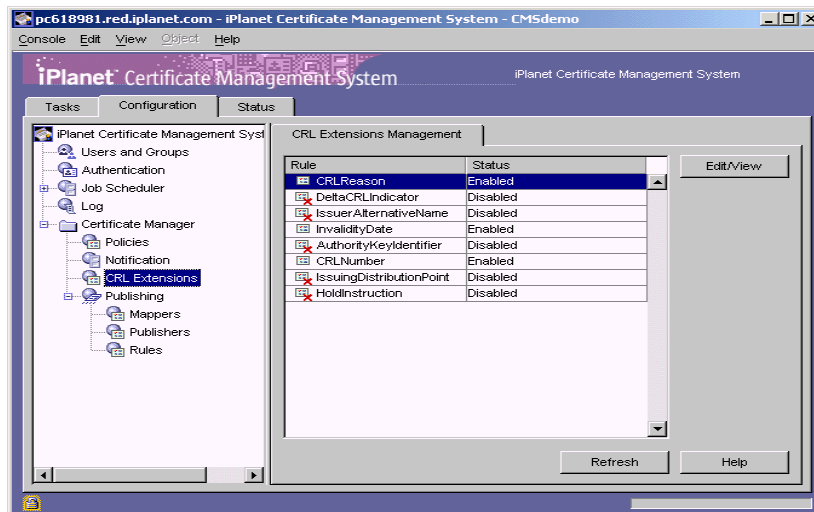 pc618981.red.iplanet.com - iPlanet Certificate Management System - CMSdemo
Console Edit View Object Help
iPlanet Certificate Management System
iPlanet Certificate Management System
Tasks Configuration Status
iPlanet Certificate Management Syst
Users and Groups
Authentication
Job Scheduler
Log
Certificate Manager
Policies
Notification
CRL Extensions
Publishing
Mappers
Publishers
Rules
CRL Extensions Management
Rule Status
CRLReason Enabled
DeltaCRLIndicator Disabled
IssuerAlternativeName Disabled
InvalidityDate Enabled
AuthorityKeyIdentifier Disabled
CRLNumber Enabled
IssuingDistributionPoint Disabled
HoldInstruction Disabled
Edit/View
Refresh Help